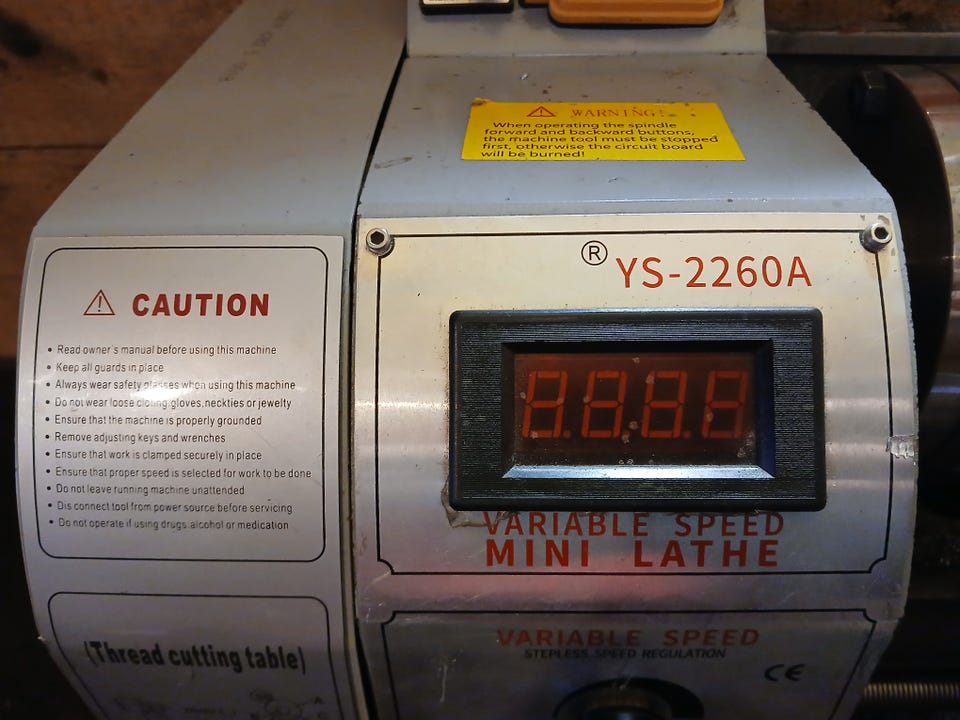 WARNING!
When operating the spindle
forward and backward buttons,
the machine tool must be stopped
first, otherwise the circuit board
will be burned!
® YS-2260A
CAUTION
• Read owner's manual before using this machine
• Keep all guards in place
• Always wear safety glasses when using this machine
• Do not wear loose cloting,gloves,neckties or jewelty
• Ensure that the machine is properly grounded
• Remove adjusting keys and wrenches
• Ensure that work is clamped securely in place
• Ensure that proper speed is selected for work to be done
• Do not leave running machine unattended
• Dis connect tool from power source before servicing
• Do not operate if using drugs.alcohol or medication
VARIABLE SPEED
MINI LATHE
(Thread cutting table)
VARIABLE SPEED
STEPLESS SPEED REGULATION
CE